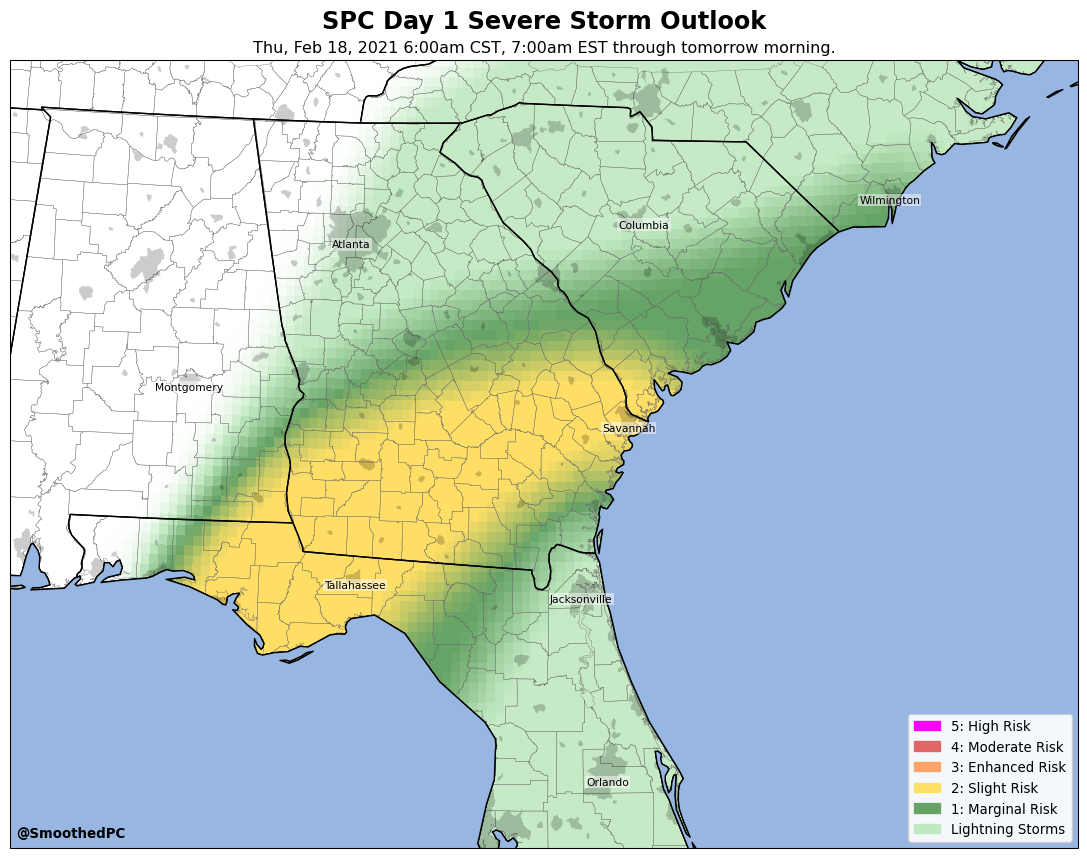 SPC Day 1 Severe Storm Outlook
Thu, Feb 18, 2021 6:00am CST, 7:00am EST through tomorrow morning.
Wilmington
Columbia
Atlanta
Montgomery
Savannah
Tallahassee
Jacksonville
Orlando
5: High Risk
4: Moderate Risk
3: Enhanced Risk
2: Slight Risk
1: Marginal Risk
Lightning Storms
@SmoothedPC